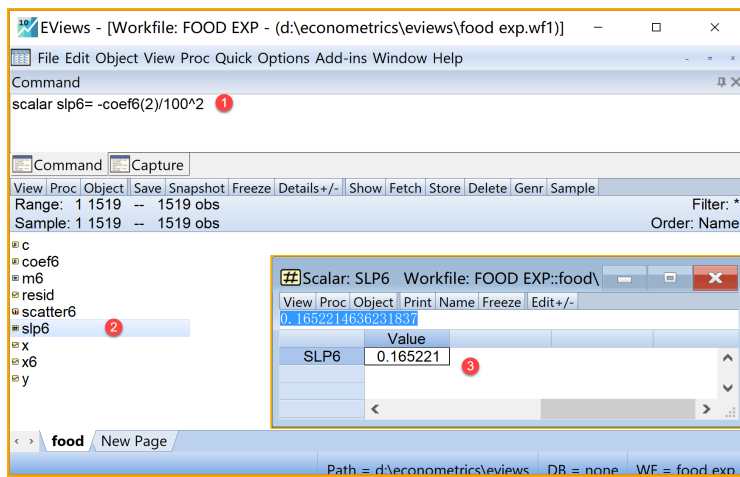 EViews - [Workfile: FOOD EXP - (d:\econometrics\eviews\food exp.wf1)]
File Edit Object View Proc Quick Options Add-ins Window Help
Command
scalar slp6= -coef6(2)/100^2 1
Command Capture
View Proc Object Save Snapshot Freeze Details+/- Show Fetch Store Delete Genr Sample
Range: 1 1519 -- 1519 obs Filter: *
Sample: 1 1519 -- 1519 obs Order: Name
c
coef6
m6
resid
scatter6
slp6 2
x
x6
y
Scalar: SLP6 Workfile: FOOD EXP::food\
View Proc Object Print Name Freeze Edit+/-
0.1652214636231837
Value
SLP6 0.165221 3
food New Page
Path = d:\econometrics\eviews DB = none WF = food exp